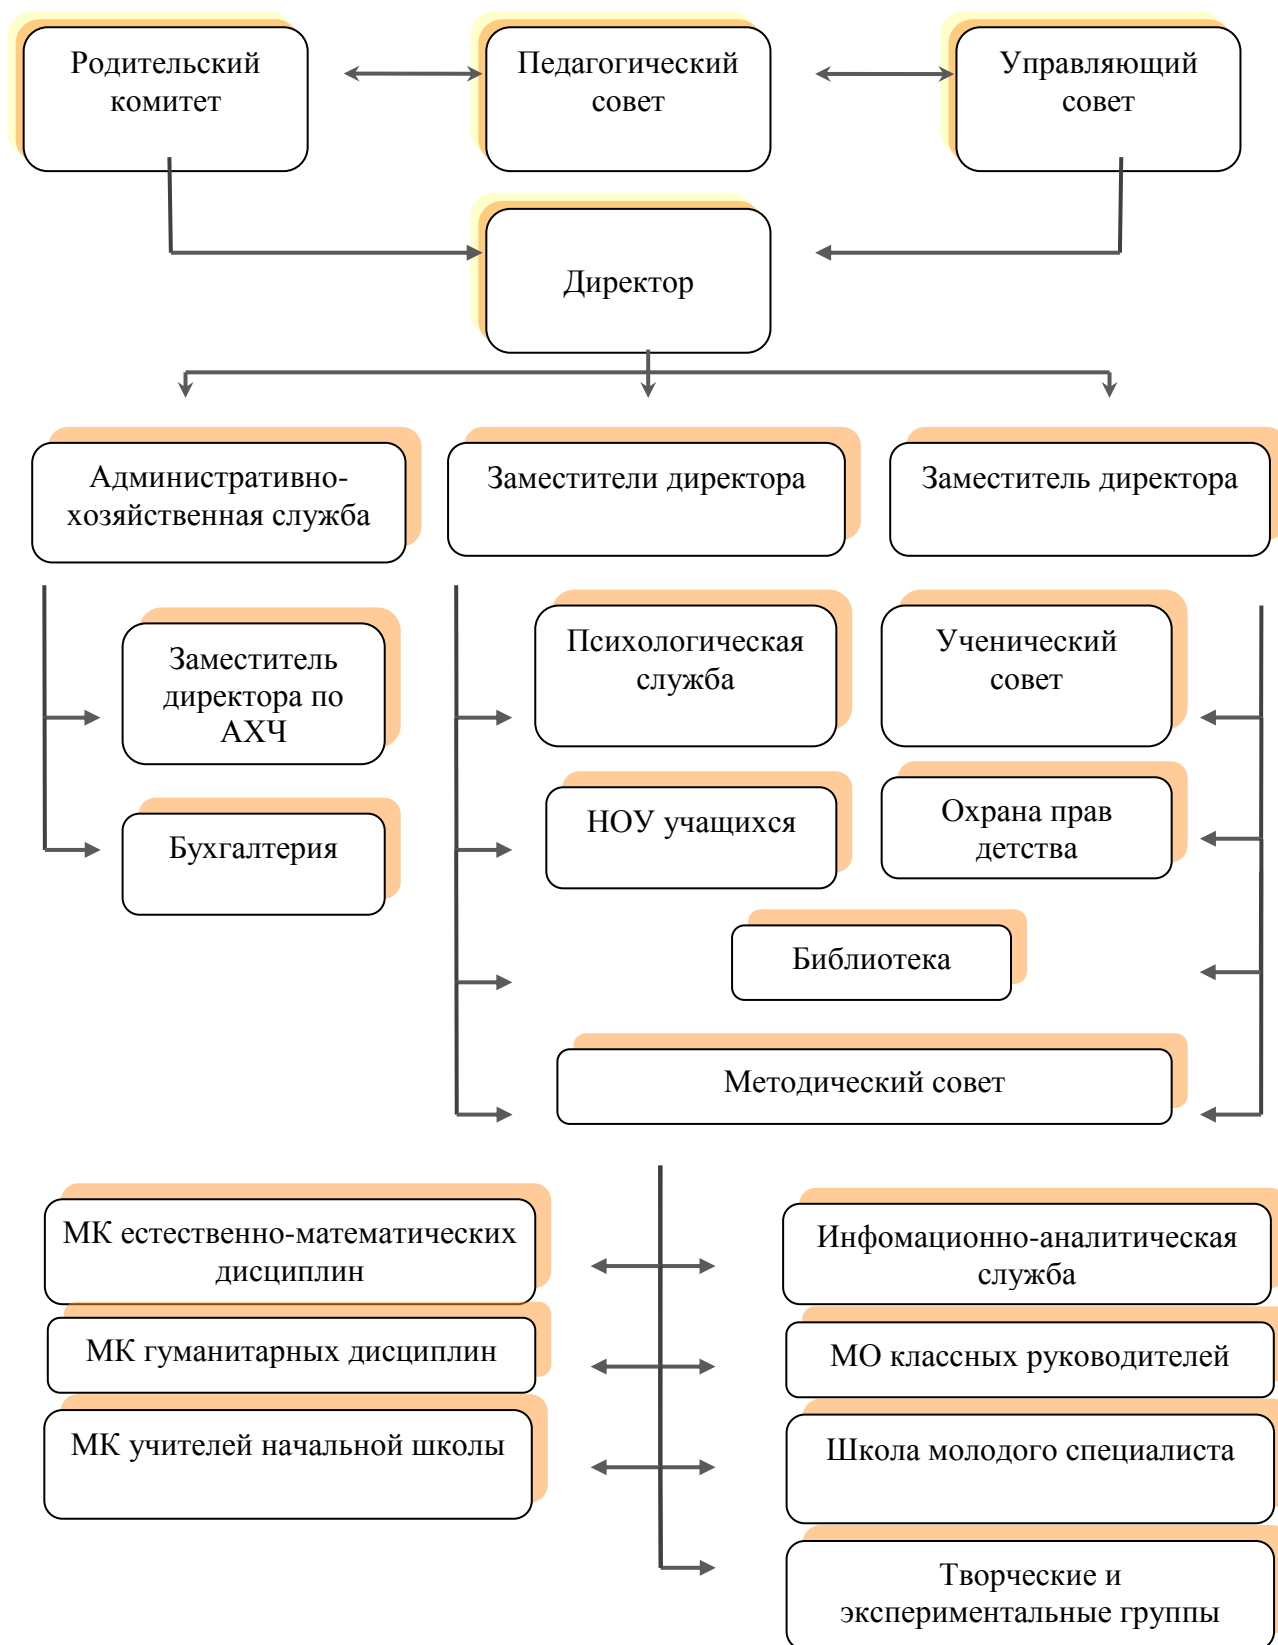 Родительский
комитет
Педагогический
совет
Управляющий
совет
Директор
Административно-
хозяйственная служба
Заместители директора
Заместитель директора
Заместитель
директора по
АХЧ
Бухгалтерия
Психологическая
служба
Ученический
совет
НОУ учащихся
Охрана прав
детства
Библиотека
Методический совет
МК естественно-математических
дисциплин
МК гуманитарных дисциплин
МК учителей начальной школы
Инфомационно-аналитическая
служба
МО классных руководителей
Школа молодого специалиста
Творческие и
экспериментальные группы